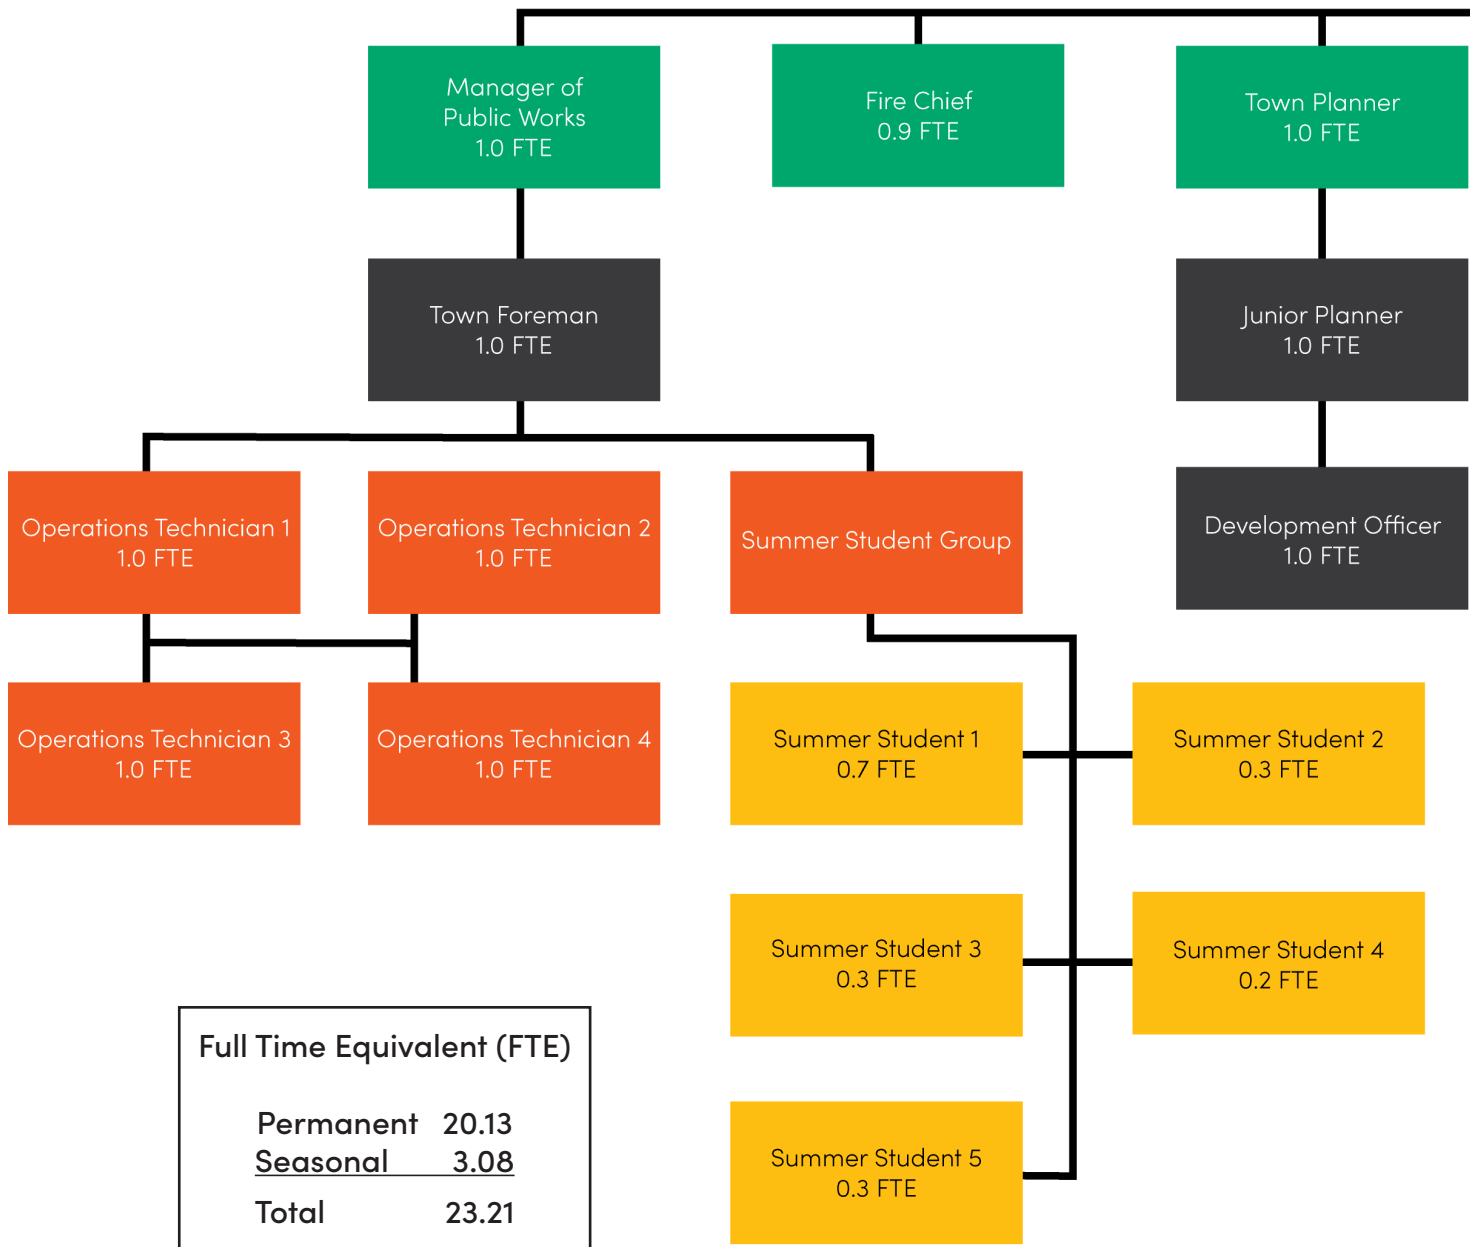 Manager of
Public Works
1.0 FTE
Fire Chief
0.9 FTE
Town Planner
1.0 FTE
Town Foreman
1.0 FTE
Junior Planner
1.0 FTE
Operations Technician 1
1.0 FTE
Operations Technician 2
1.0 FTE
Summer Student Group
Development Officer
1.0 FTE
Operations Technician 3
1.0 FTE
Operations Technician 4
1.0 FTE
Summer Student 1
0.7 FTE
Summer Student 2
0.3 FTE
Summer Student 3
0.3 FTE
Summer Student 4
0.2 FTE
Summer Student 5
0.3 FTE
Full Time Equivalent (FTE)
Permanent 20.13
Seasonal 3.08
Total 23.21